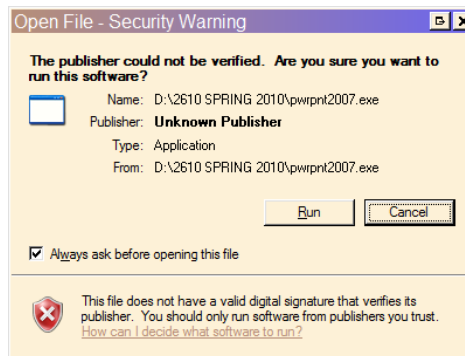 Open File - Security Warning
The publisher could not be verified. Are you sure you want to
run this software?
Name: D:\2610 SPRING 2010\pwrpnt2007.exe
Publisher: Unknown Publisher
Type: Application
From: D:\2610 SPRING 2010\pwrpnt2007.exe
Run Cancel
Always ask before opening this file
This file does not have a valid digital signature that verifies its
publisher. You should only run software from publishers you trust.
How can I decide what software to run?